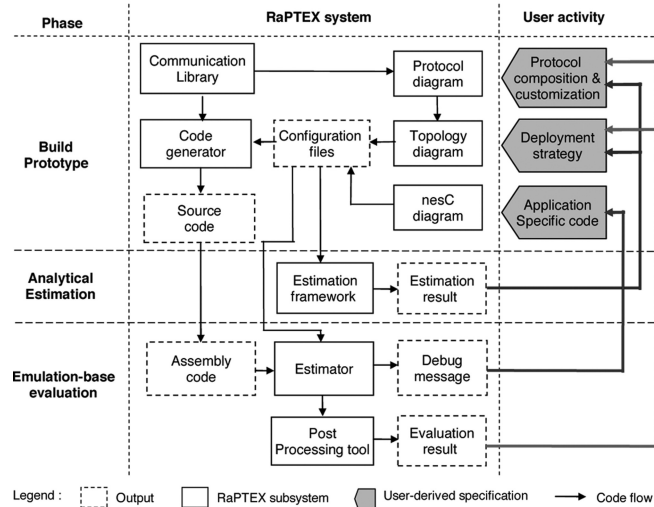 Phase
RaPTEX system
User activity
Build
Prototype
Communication
Library
Protocol
diagram
Protocol
composition &
customization
Code
generator
Configuration
files
Topology
diagram
Deployment
strategy
Source
code
nesC
diagram
Application
Specific code
Analytical
Estimation
Estimation
framework
Estimation
result
Emulation-base
evaluation
Assembly
code
Estimator
Debug
message
Post
Processing tool
Evaluation
result
Legend :
Output
RaPTEX subsystem
User-derived specification
Code flow